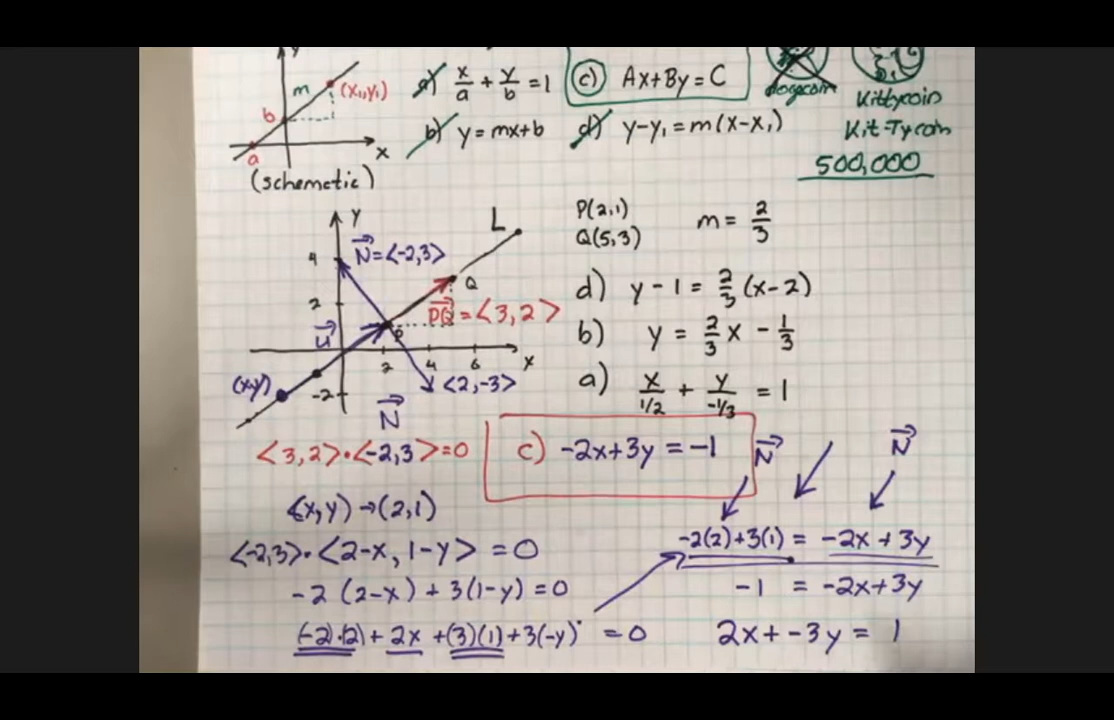 y
m
(x₁,y₁)
b
a
x
(schematic)
a) x/a + y/b = 1
c) Ax+By=C
b) y=mx+b
d) y-y₁=m(x-x₁)
dogecoin
Kittycoin
Kit-Tycoin
500,000
y
L
4
N=<-2,3>
Q
2
PQ=<3,2>
u
P
2
4
6
x
(x,y)
-2
<2,-3>
N
P(2,1)
Q(5,3)
m = 2/3
d) y-1 = 2/3 (x-2)
b) y = 2/3 x - 1/3
a) x/1/2 + y/-1/3 = 1
c) -2x+3y = -1
<3,2>·<-2,3>=0
(x,y)→(2,1)
<-2,3>·<2-x, 1-y> = 0
-2(2-x) + 3(1-y)=0
(-2)·(2) + 2x + (3)(1) + 3(-y) = 0
N
N
-2(2)+3(1) = -2x + 3y
-1 = -2x+3y
2x+-3y = 1